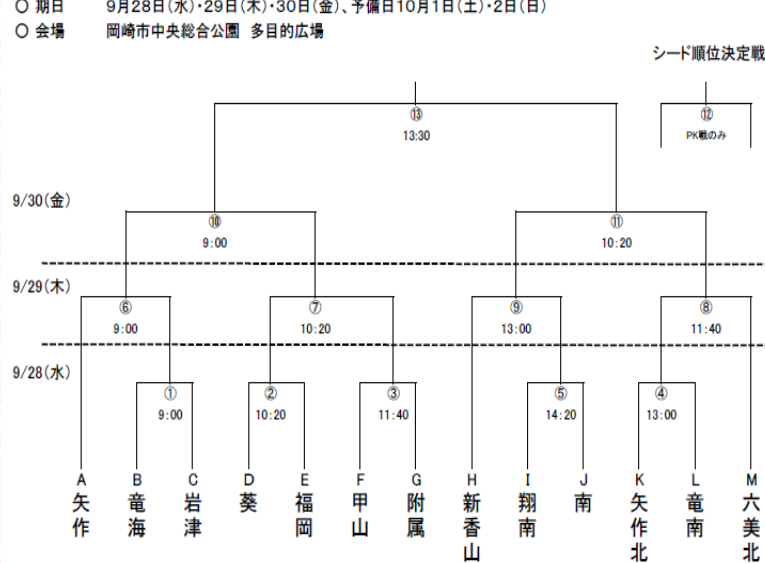 ○ 期日 9月28日(水)・29日(木)・30日(金)、予備日10月1日(土)・2日(日)
○ 会場 岡崎市中央総合公園 多目的広場
シード順位決定戦
⑬ ⑫
13:30 PK戦のみ
9/30(金)
⑩ ⑪
9:00 10:20
9/29(木)
⑥ ⑦ ⑨ ⑧
9:00 10:20 13:00 11:40
9/28(水)
① ② ③ ⑤ ④
9:00 10:20 11:40 14:20 13:00
A B C D E F G H I J K L M
矢作 竜海 岩津 葵 福岡 甲山 附属 新香山 翔南 南 矢作北 竜南 六美北